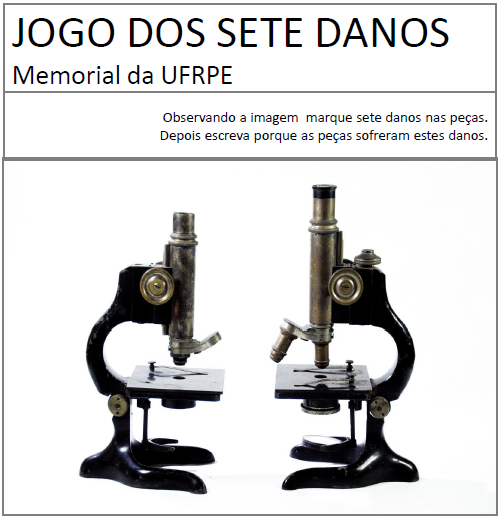 JOGO DOS SETE DANOS
Memorial da UFRPE
Observando a imagem marque sete danos nas peças.
Depois escreva porque as peças sofreram estes danos.